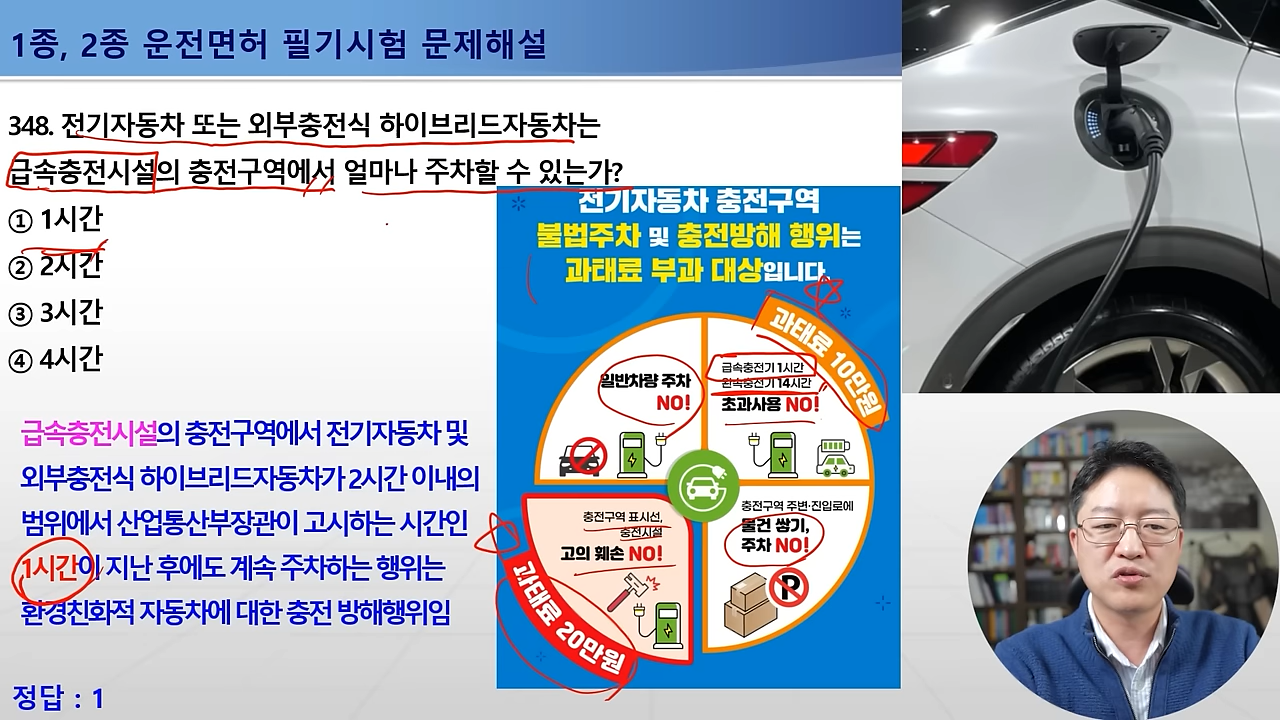 1종, 2종 운전면허 필기시험 문제해설
348. 전기자동차 또는 외부충전식 하이브리드자동차는
급속충전시설의 충전구역에서 얼마나 주차할 수 있는가?
① 1시간
② 2시간
③ 3시간
④ 4시간
급속충전시설의 충전구역에서 전기자동차 및
외부충전식 하이브리드자동차가 2시간 이내의
범위에서 산업통산부장관이 고시하는 시간인
1시간이 지난 후에도 계속 주차하는 행위는
환경친화적 자동차에 대한 충전 방해행위임
정답 : 1
전기자동차 충전구역
불법주차 및 충전방해 행위는
과태료 부과 대상입니다.
과태료 10만원
일반차량 주차
NO!
급속충전기 1시간
완속충전기 14시간
초과사용 NO!
충전구역 표시선,
충전시설
고의 훼손 NO!
충전구역 주변·진입로에
물건 쌓기,
주차 NO!
P
과태료 20만원